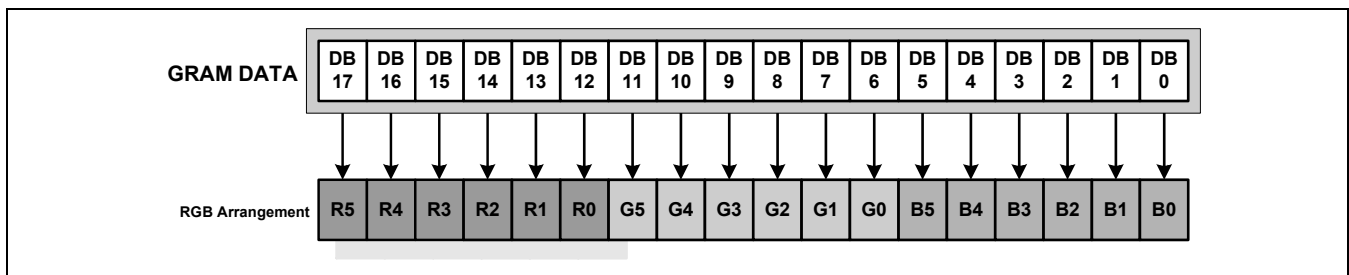 GRAM DATA
DB DB DB DB DB DB DB DB DB DB DB DB DB DB DB DB DB DB
17 16 15 14 13 12 11 10 9 8 7 6 5 4 3 2 1 0
RGB Arrangement R5 R4 R3 R2 R1 R0 G5 G4 G3 G2 G1 G0 B5 B4 B3 B2 B1 B0